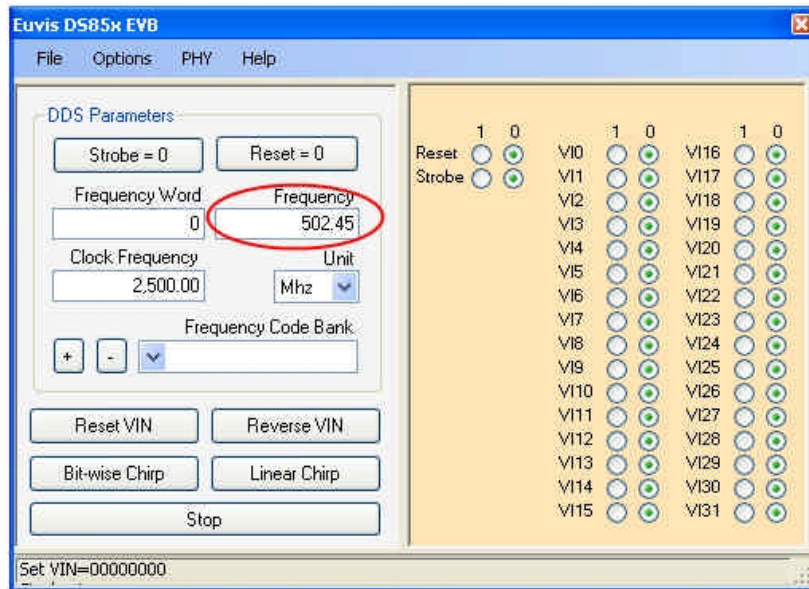 Euvis DS85x EVB
File Options PHY Help
DDS Parameters
Strobe = 0 Reset = 0
Frequency Word Frequency
0 502.45
Clock Frequency Unit
2,500.00 Mhz
Frequency Code Bank
+ -
Reset VIN Reverse VIN
Bit-wise Chirp Linear Chirp
Stop
1 0 1 0 1 0
Reset VI0 VI16
Strobe VI1 VI17
VI2 VI18
VI3 VI19
VI4 VI20
VI5 VI21
VI6 VI22
VI7 VI23
VI8 VI24
VI9 VI25
VI10 VI26
VI11 VI27
VI12 VI28
VI13 VI29
VI14 VI30
VI15 VI31
Set VIN=00000000